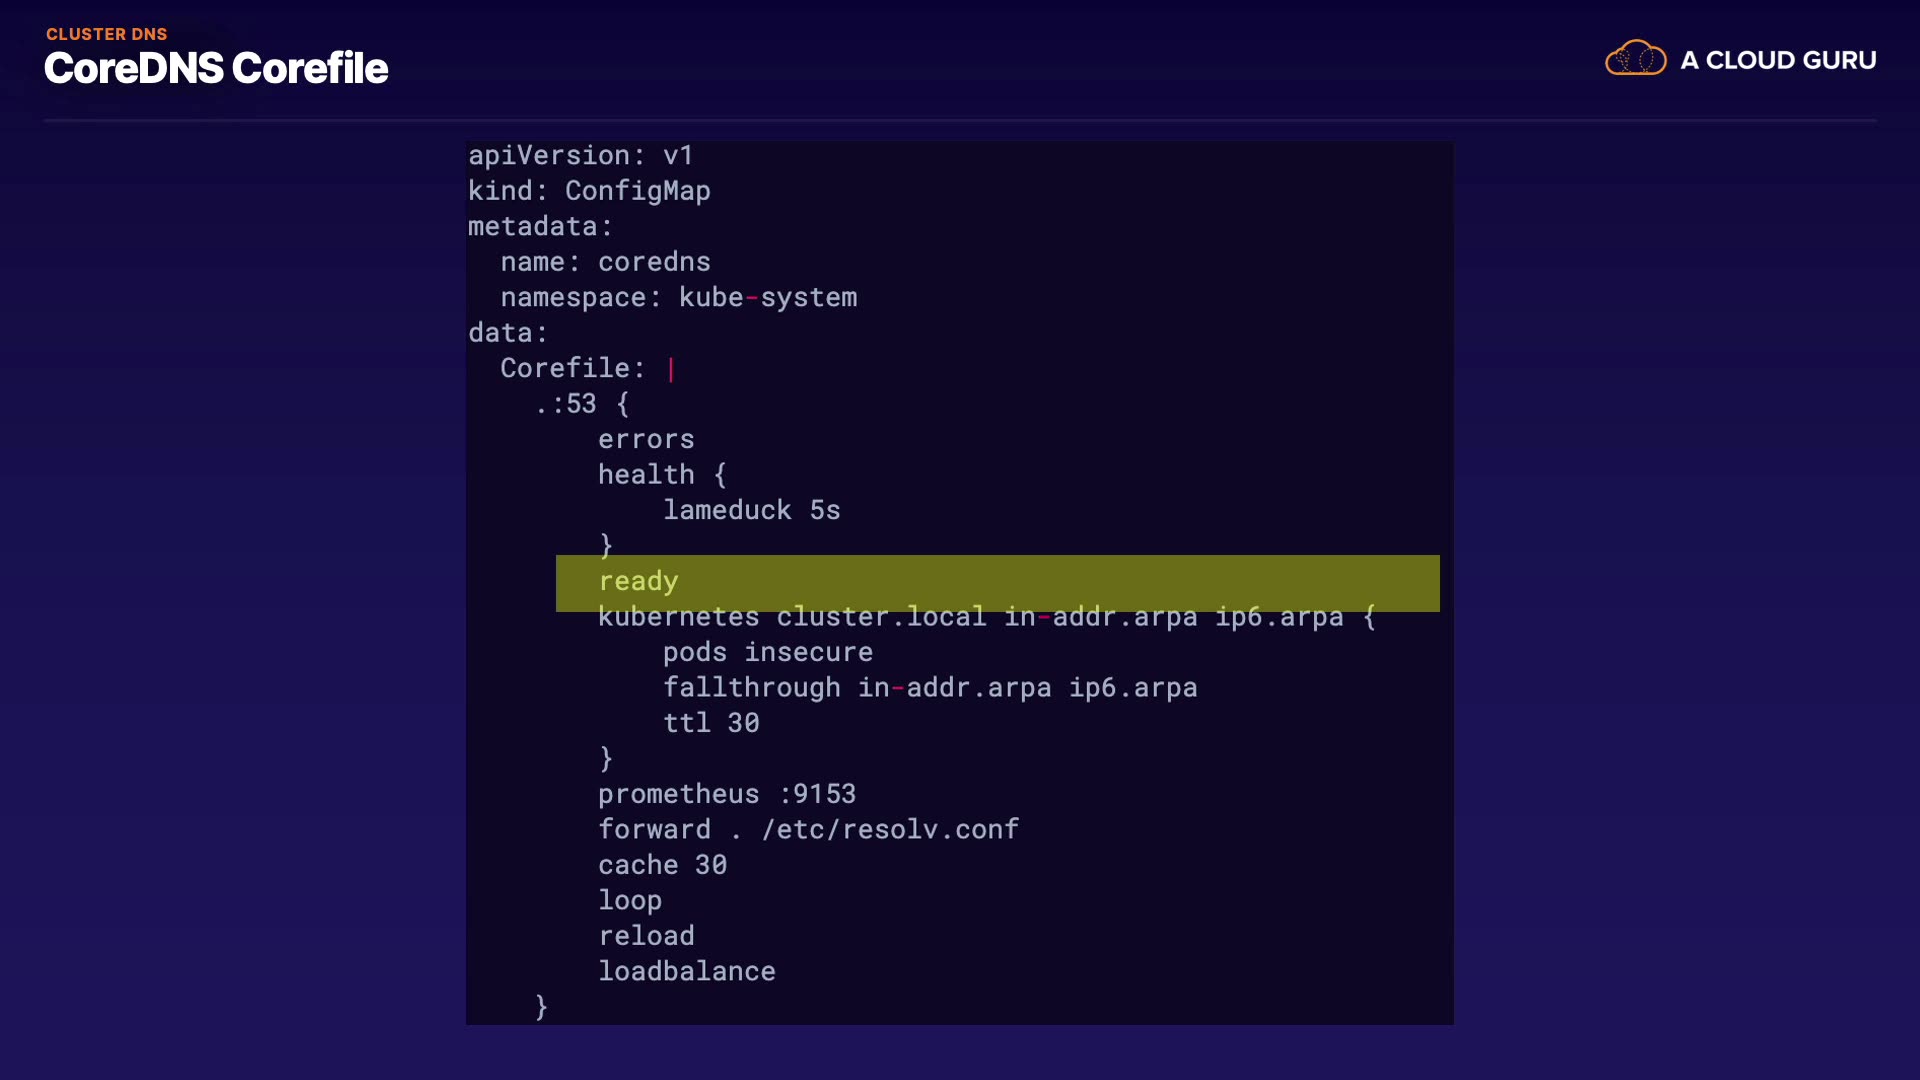 CLUSTER DNS
CoreDNS Corefile
A CLOUD GURU
apiVersion: v1
kind: ConfigMap
metadata:
  name: coredns
  namespace: kube-system
data:
  Corefile: |
    .:53 {
        errors
        health {
            lameduck 5s
        }
        ready
        kubernetes cluster.local in-addr.arpa ip6.arpa {
            pods insecure
            fallthrough in-addr.arpa ip6.arpa
            ttl 30
        }
        prometheus :9153
        forward . /etc/resolv.conf
        cache 30
        loop
        reload
        loadbalance
    }